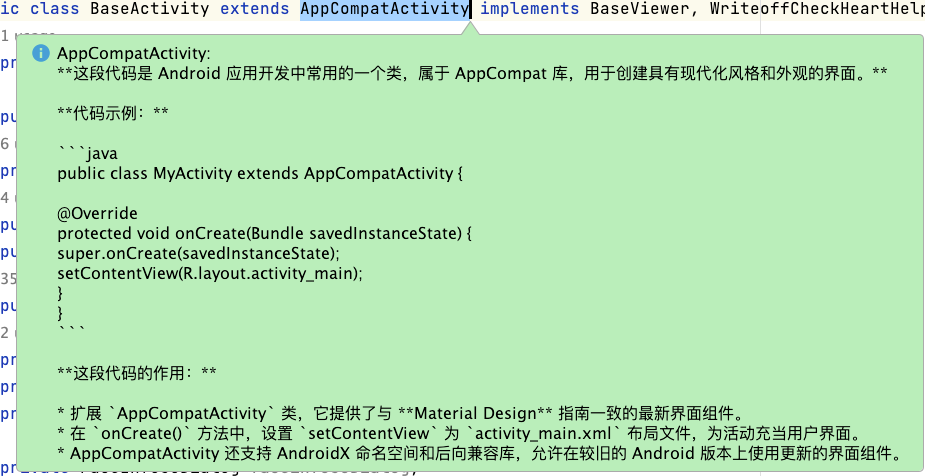 ic class BaseActivity extends AppCompatActivity implements BaseViewer, WriteoffCheckHeartHelp
AppCompatActivity:
**这段代码是 Android 应用开发中常用的一个类，属于 AppCompat 库，用于创建具有现代化风格和外观的界面。**
**代码示例：**
```java
public class MyActivity extends AppCompatActivity {
@Override
protected void onCreate(Bundle savedInstanceState) {
super.onCreate(savedInstanceState);
setContentView(R.layout.activity_main);
}
}
```
**这段代码的作用：**
* 扩展 `AppCompatActivity` 类，它提供了与 **Material Design** 指南一致的最新界面组件。
* 在 `onCreate()` 方法中，设置 `setContentView` 为 `activity_main.xml` 布局文件，为活动充当用户界面。
* AppCompatActivity 还支持 AndroidX 命名空间和后向兼容库，允许在较旧的 Android 版本上使用更新的界面组件。